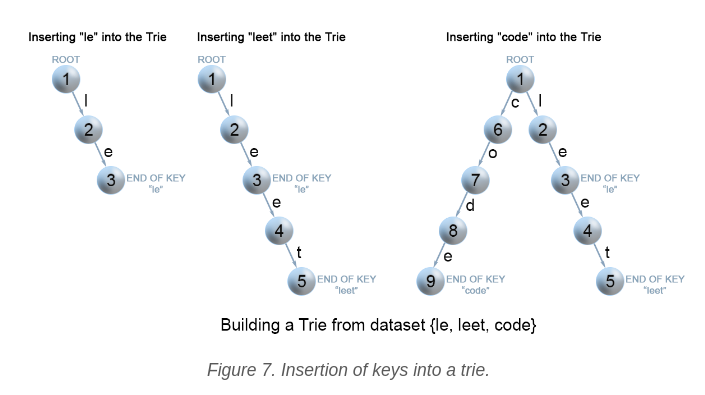 Inserting "le" into the Trie
ROOT
1
l
2
e
3
END OF KEY
"le"
Inserting "leet" into the Trie
ROOT
1
l
2
e
3
END OF KEY
"le"
e
4
t
5
END OF KEY
"leet"
Inserting "code" into the Trie
ROOT
1
c
l
6
2
o
e
7
3
END OF KEY
"le"
d
e
8
4
e
t
9
END OF KEY
"code"
5
END OF KEY
"leet"
Building a Trie from dataset {le, leet, code}
Figure 7. Insertion of keys into a trie.